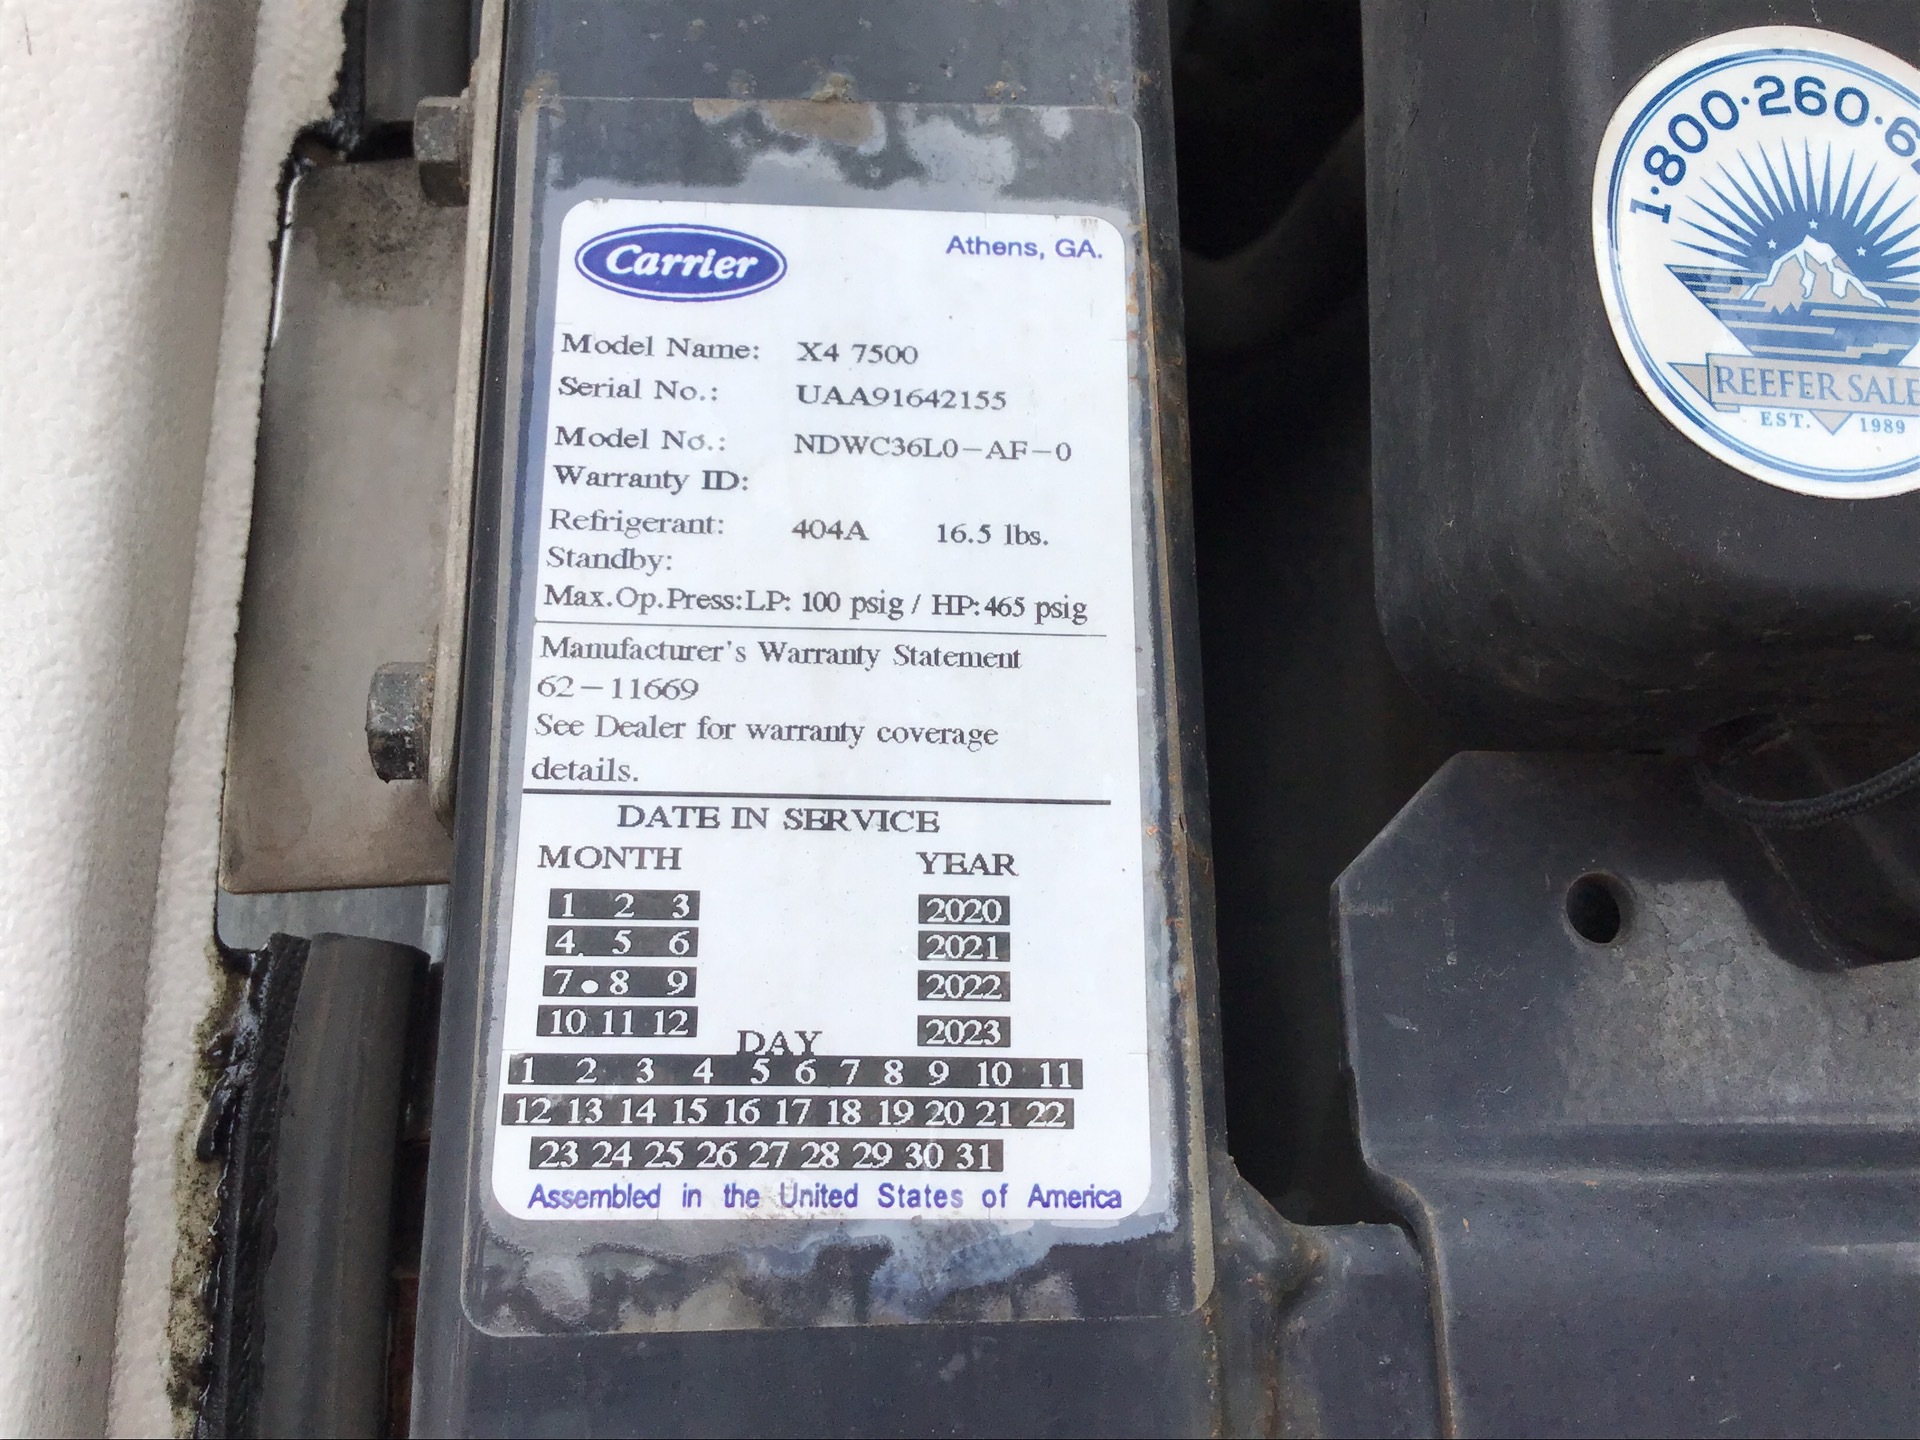 Carrier
Athens, GA.
Model Name: X4 7500
Serial No.: UAA91642155
Model No.: NDWC36L0-AF-0
Warranty ID:
Refrigerant: 404A 16.5 lbs.
Standby:
Max.Op.Press:LP: 100 psig / HP:465 psig
Manufacturer's Warranty Statement
62-11669
See Dealer for warranty coverage
details.
DATE IN SERVICE
MONTH YEAR
1 2 3 2020
4 5 6 2021
7 8 9 2022
10 11 12 2023
DAY
1 2 3 4 5 6 7 8 9 10 11
12 13 14 15 16 17 18 19 20 21 22
23 24 25 26 27 28 29 30 31
Assembled in the United States of America
1·800·260·6
REEFER SALE
EST. 1989